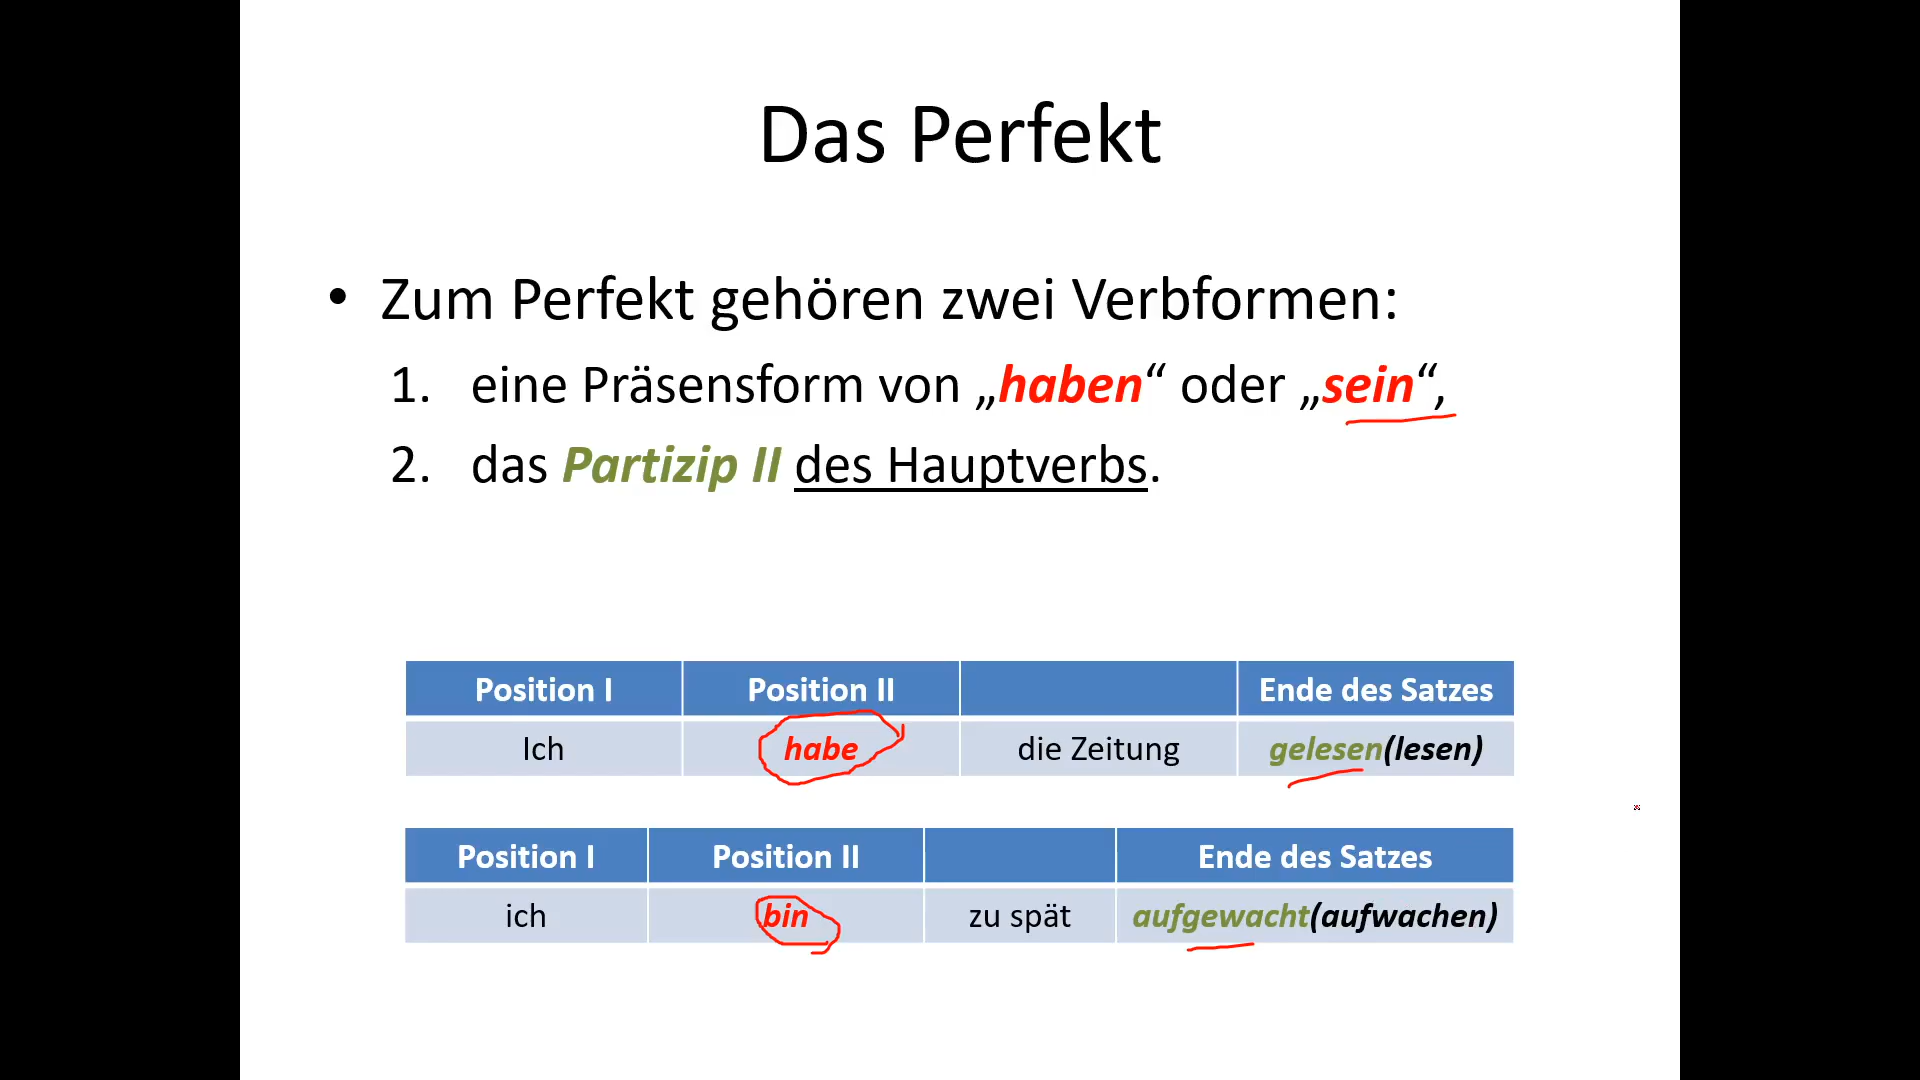 Das Perfekt
• Zum Perfekt gehören zwei Verbformen:
1. eine Präsensform von „haben“ oder „sein“,
2. das Partizip II des Hauptverbs.
Position I Position II Ende des Satzes
Ich habe die Zeitung gelesen(lesen)
Position I Position II Ende des Satzes
ich bin zu spät aufgewacht(aufwachen)